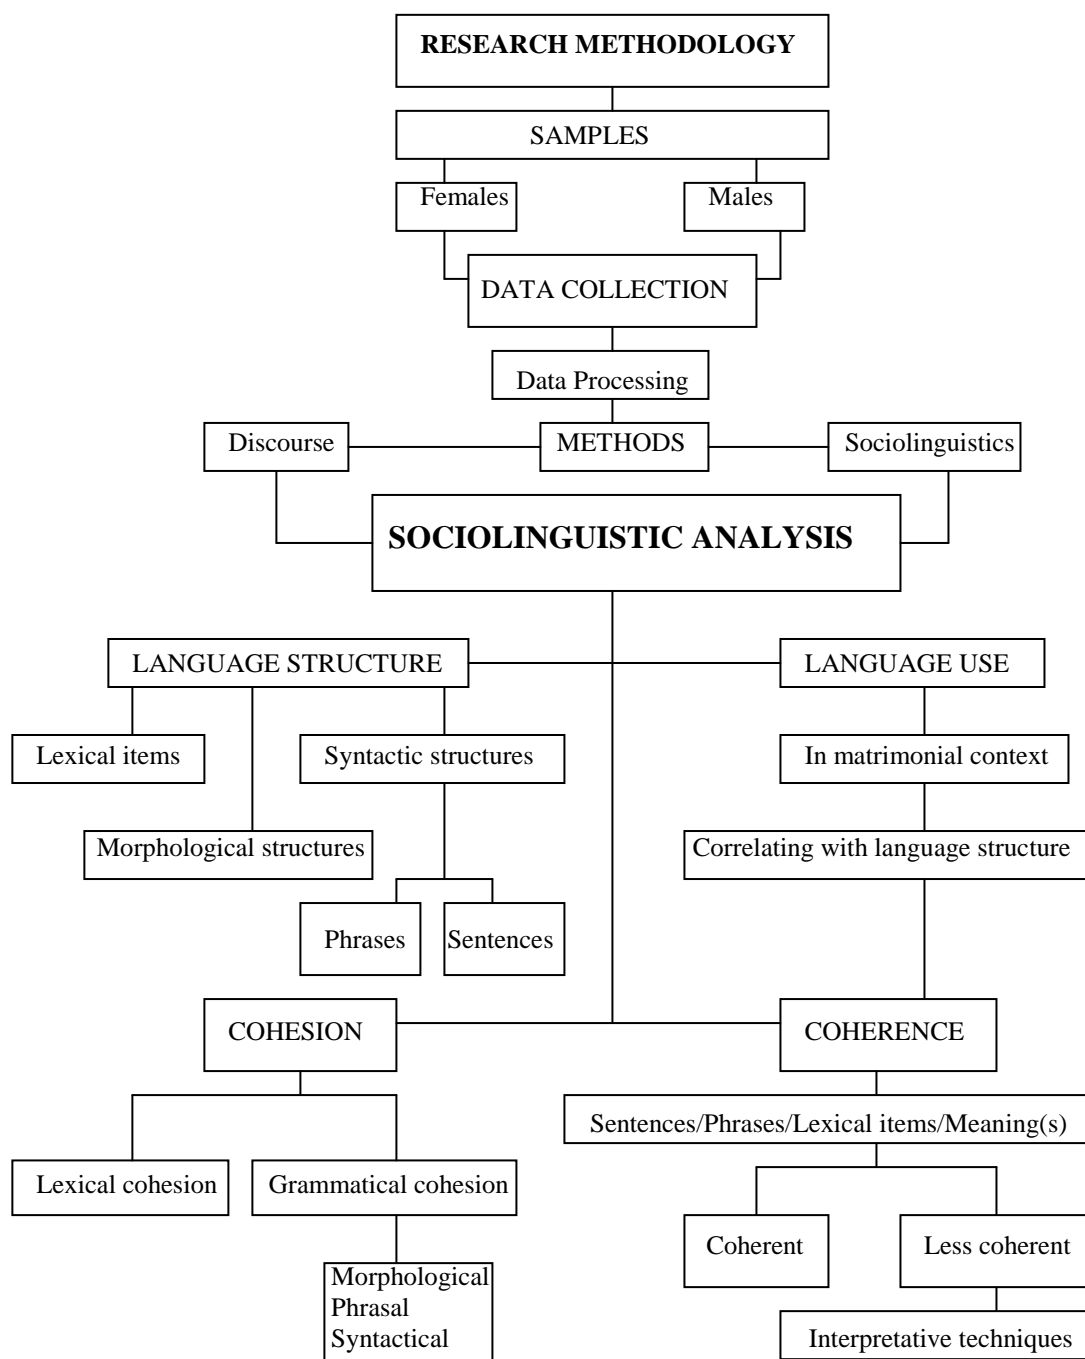 RESEARCH METHODOLOGY
SAMPLES
Females
Males
DATA COLLECTION
Data Processing
Discourse
METHODS
Sociolinguistics
SOCIOLINGUISTIC ANALYSIS
LANGUAGE STRUCTURE
LANGUAGE USE
Lexical items
Syntactic structures
In matrimonial context
Morphological structures
Correlating with language structure
Phrases
Sentences
COHESION
COHERENCE
Sentences/Phrases/Lexical items/Meaning(s)
Lexical cohesion
Grammatical cohesion
Coherent
Less coherent
Morphological
Phrasal
Syntactical
Interpretative techniques